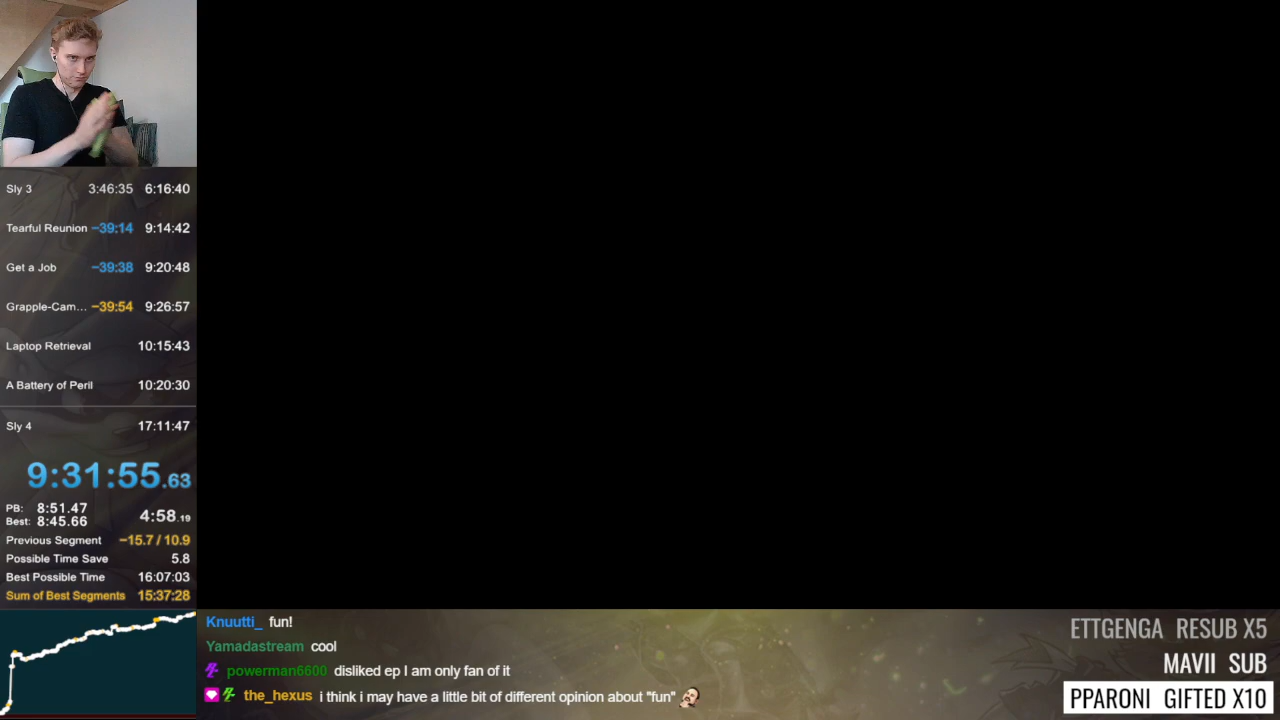 Sly 3 3:46:35 6:16:40
Tearful Reunion −39:14 9:14:42
Get a Job −39:38 9:20:48
Grapple-Cam... −39:54 9:26:57
Laptop Retrieval 10:15:43
A Battery of Peril 10:20:30
Sly 4 17:11:47
9:31:55.63
PB: 8:51.47
Best: 8:45.66 4:58.19
Previous Segment −15.7 / 10.9
Possible Time Save 5.8
Best Possible Time 16:07:03
Sum of Best Segments 15:37:28
Knuutti_ fun!
Yamadastream cool
powerman6600 disliked ep I am only fan of it
the_hexus i think i may have a little bit of different opinion about "fun"
ETTGENGA RESUB X5
MAVII SUB
PPARONI GIFTED X10